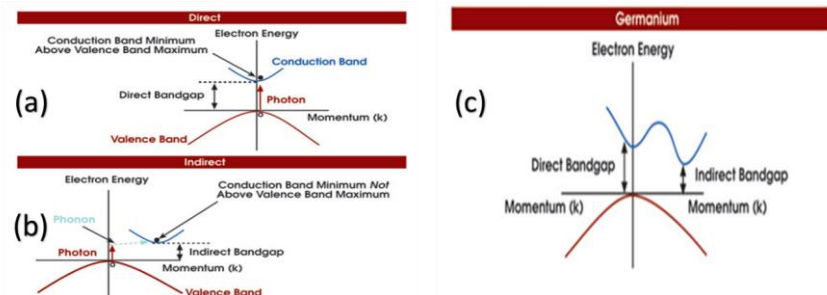 Direct
Electron Energy
Conduction Band Minimum
Above Valence Band Maximum
Conduction Band
(a)
Direct Bandgap
Photon
Momentum (k)
Valence Band
Indirect
Electron Energy
Conduction Band Minimum Not
Above Valence Band Maximum
(b)
Phonon
Photon
Indirect Bandgap
Momentum (k)
Valence Band
Germanium
Electron Energy
(c)
Direct Bandgap
Indirect Bandgap
Momentum (k)
Momentum (k)